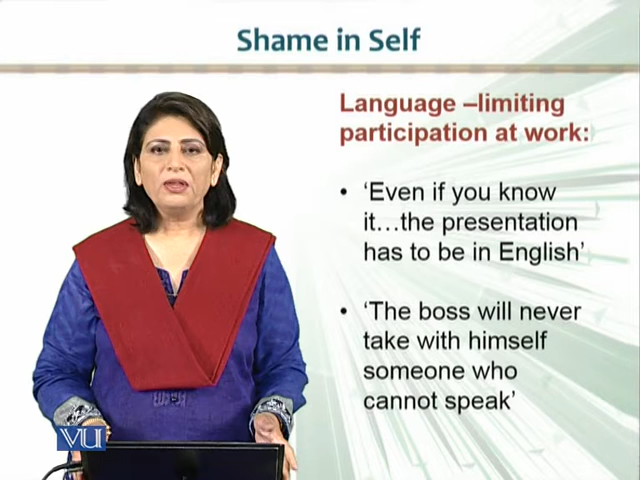 Shame in Self
Language –limiting
participation at work:
• ‘Even if you know
it…the presentation
has to be in English’
• ‘The boss will never
take with himself
someone who
cannot speak’
VU